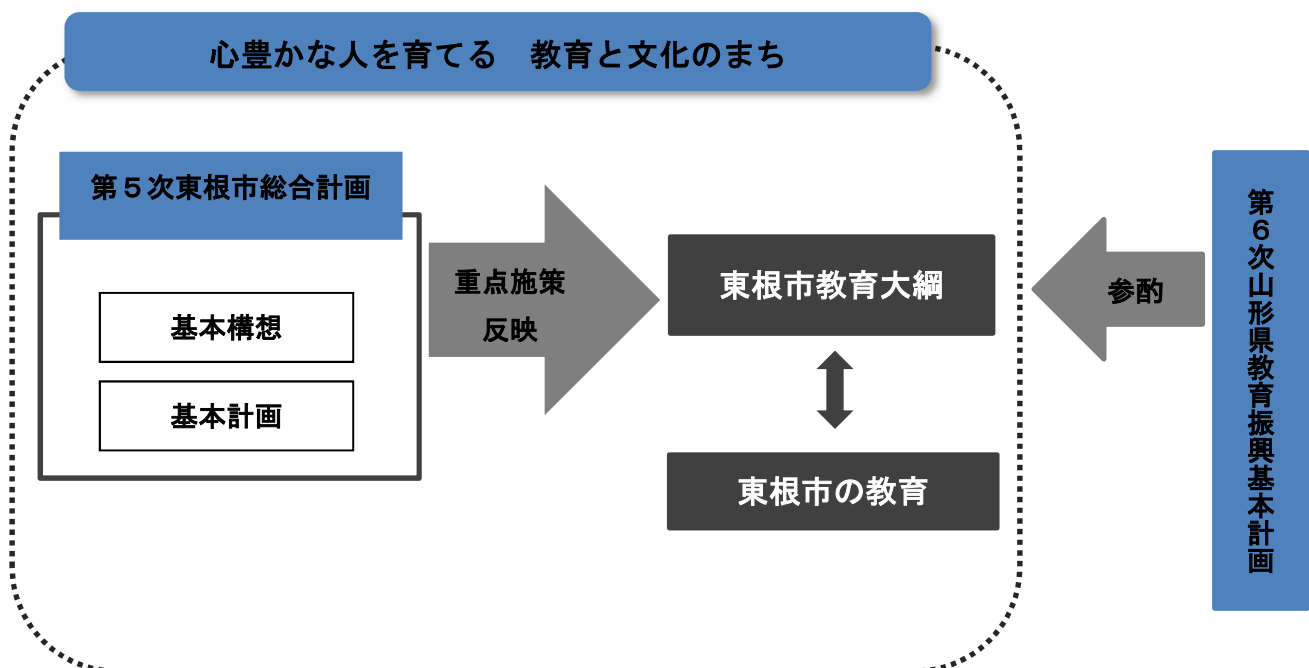 心豊かな人を育てる　教育と文化のまち
第５次東根市総合計画
基本構想
基本計画
重点施策
反映
東根市教育大綱
東根市の教育
参酌
第６次山形県教育振興基本計画